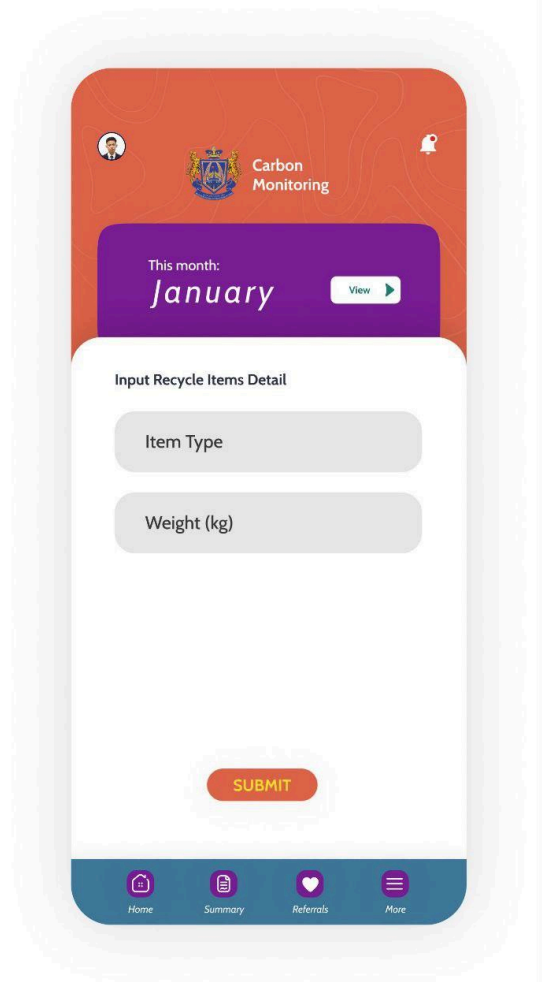 Carbon
Monitoring
This month:
January
View
Input Recycle Items Detail
Item Type
Weight (kg)
SUBMIT
Home
Summary
Referrals
More